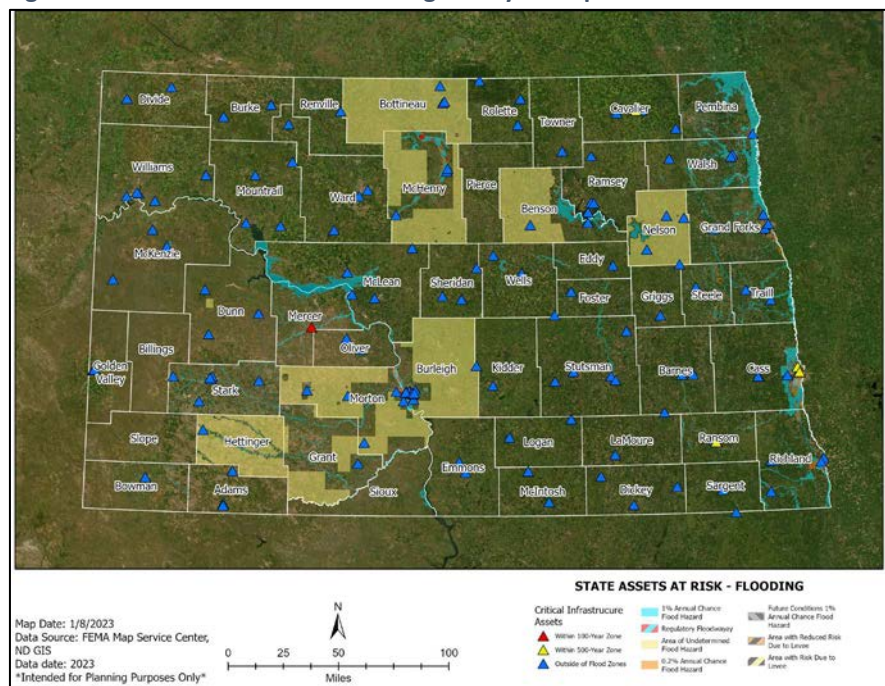 Divide
Burke
Renville
Bottineau
Rolette
Towner
Cavalier
Pembina
Williams
Mountrail
Ward
McHenry
Pierce
Benson
Ramsey
Walsh
Nelson
Grand Forks
McKenzie
McLean
Sheridan
Wells
Eddy
Foster
Griggs
Steele
Traill
Dunn
Mercer
Oliver
Golden
Valley
Billings
Stark
Morton
Burleigh
Kidder
Stutsman
Barnes
Cass
Slope
Hettinger
Grant
Sioux
Emmons
Logan
LaMoure
Ransom
Richland
Bowman
Adams
McIntosh
Dickey
Sargent
STATE ASSETS AT RISK - FLOODING
Map Date: 1/8/2023
Data Source: FEMA Map Service Center,
ND GIS
Data date: 2023
*Intended for Planning Purposes Only*
N
0 25 50 100
Miles
Critical Infrastrucure
Assets
Within 100-Year Zone
Within 500-Year Zone
Outside of Flood Zones
1% Annual Chance
Flood Hazard
Regulatory Floodwayay
Area of Undetermined
Flood Hazard
0.2% Annual Chance
Flood Hazard
Future Conditions 1%
Annual Chance Flood
Hazard
Area with Reduced Risk
Due to Levee
Area with Risk Due to
Levee